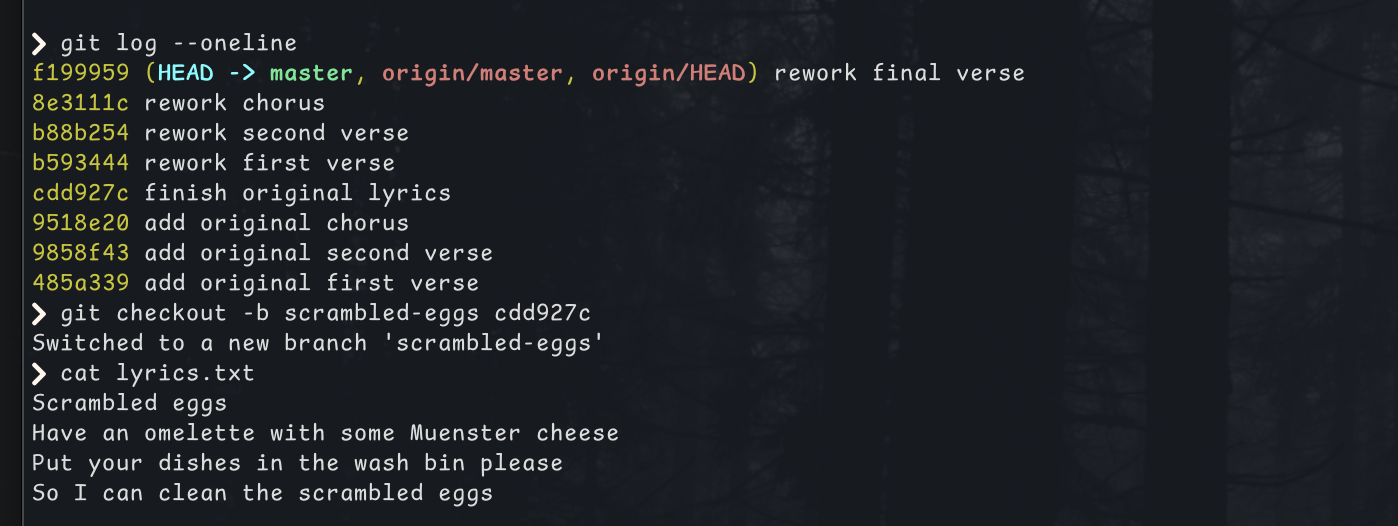 ❯ git log --oneline
f199959 (HEAD -> master, origin/master, origin/HEAD) rework final verse
8e3111c rework chorus
b88b254 rework second verse
b593444 rework first verse
cdd927c finish original lyrics
9518e20 add original chorus
9858f43 add original second verse
485a339 add original first verse
❯ git checkout -b scrambled-eggs cdd927c
Switched to a new branch 'scrambled-eggs'
❯ cat lyrics.txt
Scrambled eggs
Have an omelette with some Muenster cheese
Put your dishes in the wash bin please
So I can clean the scrambled eggs